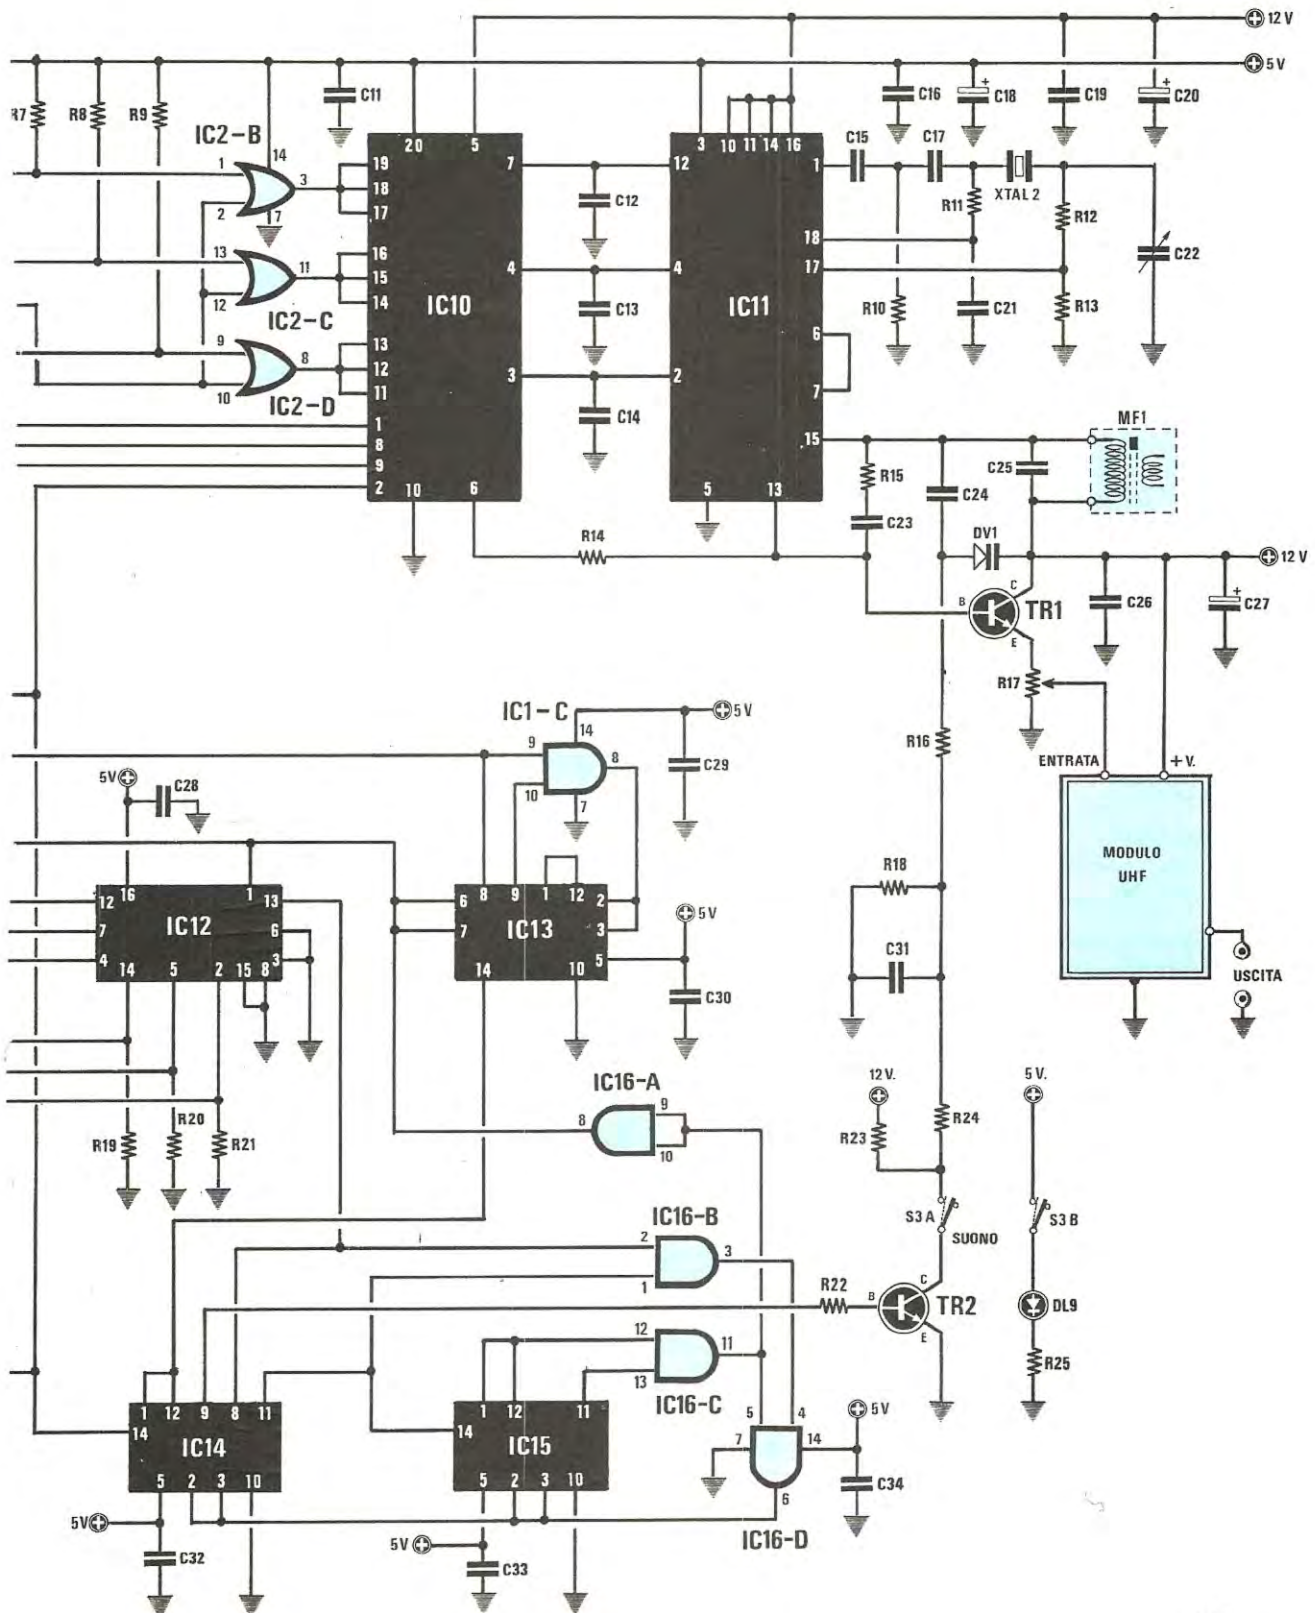 12 V
5 V
R7
R8
R9
C11
C16
C18
+
C19
C20
+
IC2-B
1
14
3
2
7
20
5
7
19
18
17
13
11
12
IC2-C
16
15
14
4
IC10
9
8
10
IC2-D
13
12
11
3
1
8
9
2
10
6
C12
C13
C14
3
10
11
14
16
12
1
18
4
17
IC11
6
2
7
15
5
13
C15
C17
XTAL 2
R11
R12
C22
R10
C21
R13
MF1
R15
C23
C24
C25
R14
DV1
12 V
B
C
E
TR1
C26
C27
+
R17
R16
ENTRATA
+ V.
MODULO
UHF
USCITA
IC1-C
9
14
8
10
7
5 V
C29
5V
C28
16
1
12
13
7
IC12
6
4
14
5
2
15
8
3
8
9
1
12
6
2
7
IC13
3
5
14
10
5 V
C30
R18
C31
R19
R20
R21
IC16-A
8
9
10
12 V.
R23
R24
5 V.
S3 A
SUONO
S3 B
IC16-B
2
3
1
R22
B
C
E
TR2
DL9
R25
12
11
13
IC16-C
1
12
9
8
11
14
IC14
5
2
3
10
1
12
11
14
IC15
5
2
3
10
5
4
7
14
6
IC16-D
5 V
C34
5V
C32
5V
C33